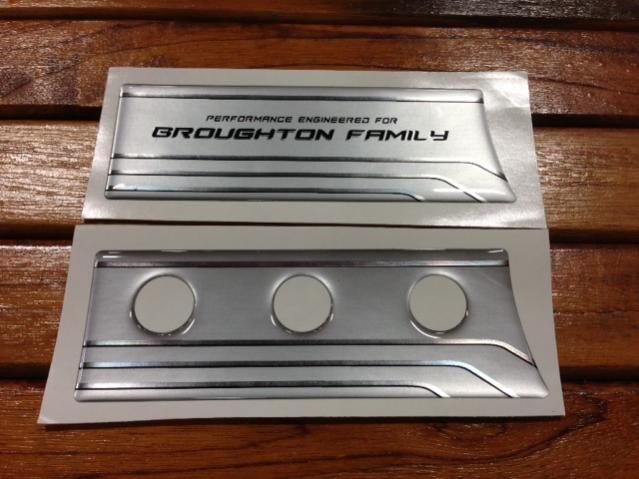 PERFORMANCE ENGINEERED FOR
BROUGHTON FAMILY